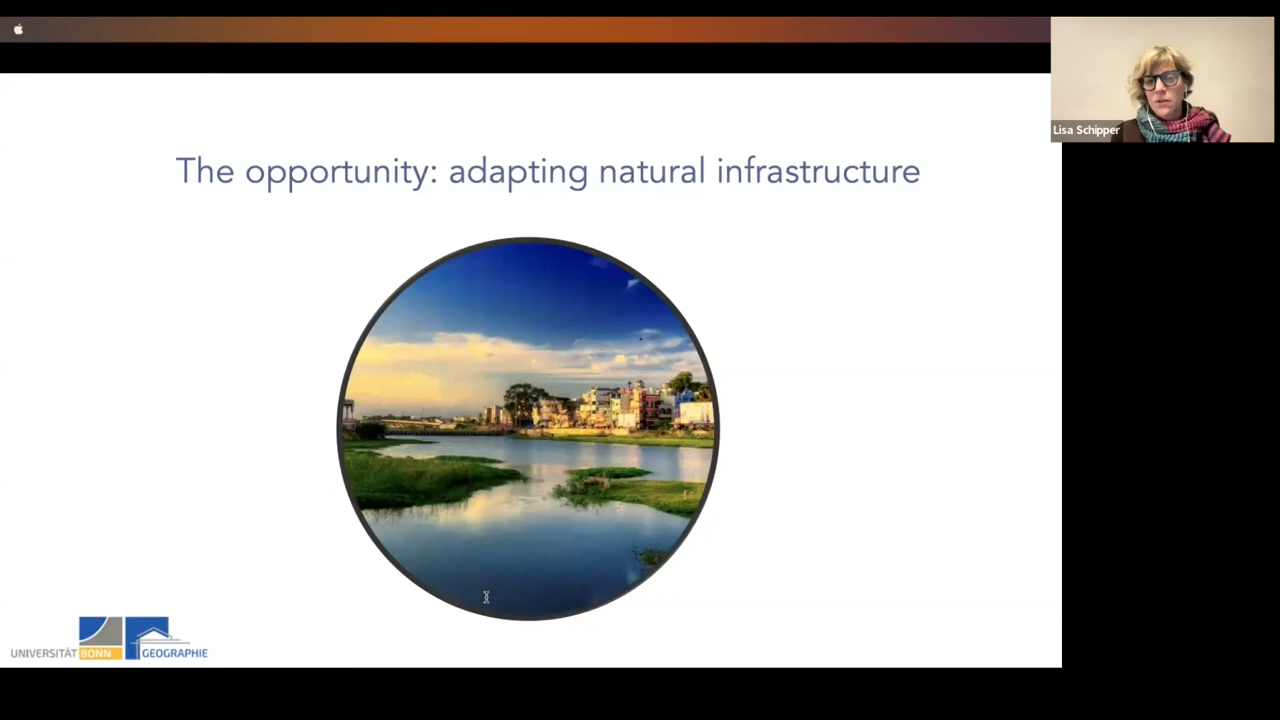 Lisa Schipper
The opportunity: adapting natural infrastructure
UNIVERSITÄT BONN GEOGRAPHIE